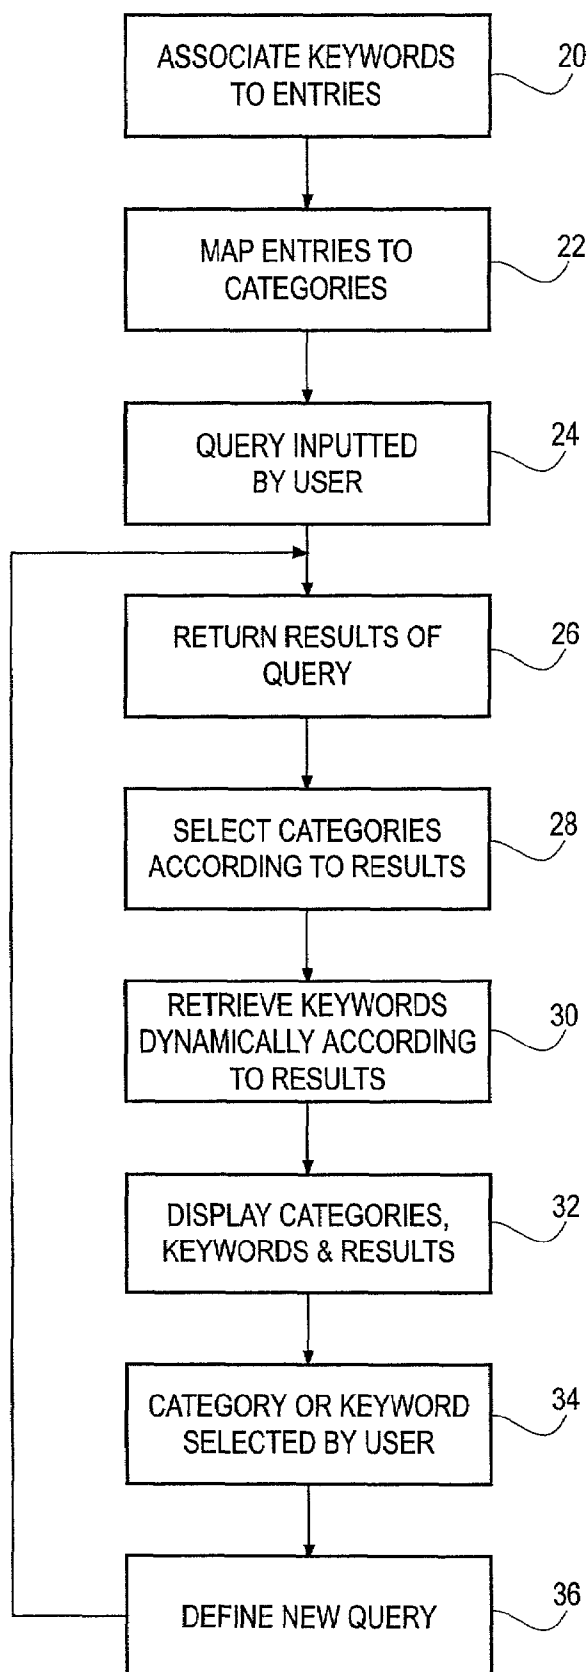 ASSOCIATE KEYWORDS
TO ENTRIES
20
MAP ENTRIES TO
CATEGORIES
22
QUERY INPUTTED
BY USER
24
RETURN RESULTS OF
QUERY
26
SELECT CATEGORIES
ACCORDING TO RESULTS
28
RETRIEVE KEYWORDS
DYNAMICALLY ACCORDING
TO RESULTS
30
DISPLAY CATEGORIES,
KEYWORDS & RESULTS
32
CATEGORY OR KEYWORD
SELECTED BY USER
34
DEFINE NEW QUERY
36